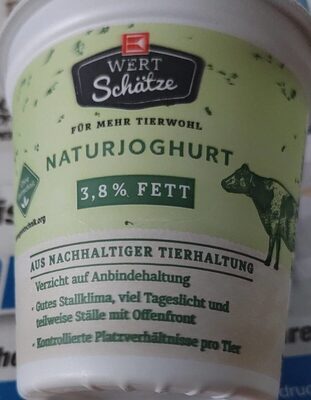 WERT
Schätze
FÜR MEHR TIERWOHL
NATURJOGHURT
3,8% FETT
AUS NACHHALTIGER TIERHALTUNG
· Verzicht auf Anbindehaltung
· Gutes Stallklima, viel Tageslicht und
teilweise Ställe mit Offenfront
· Kontrollierte Platzverhältnisse pro Tier